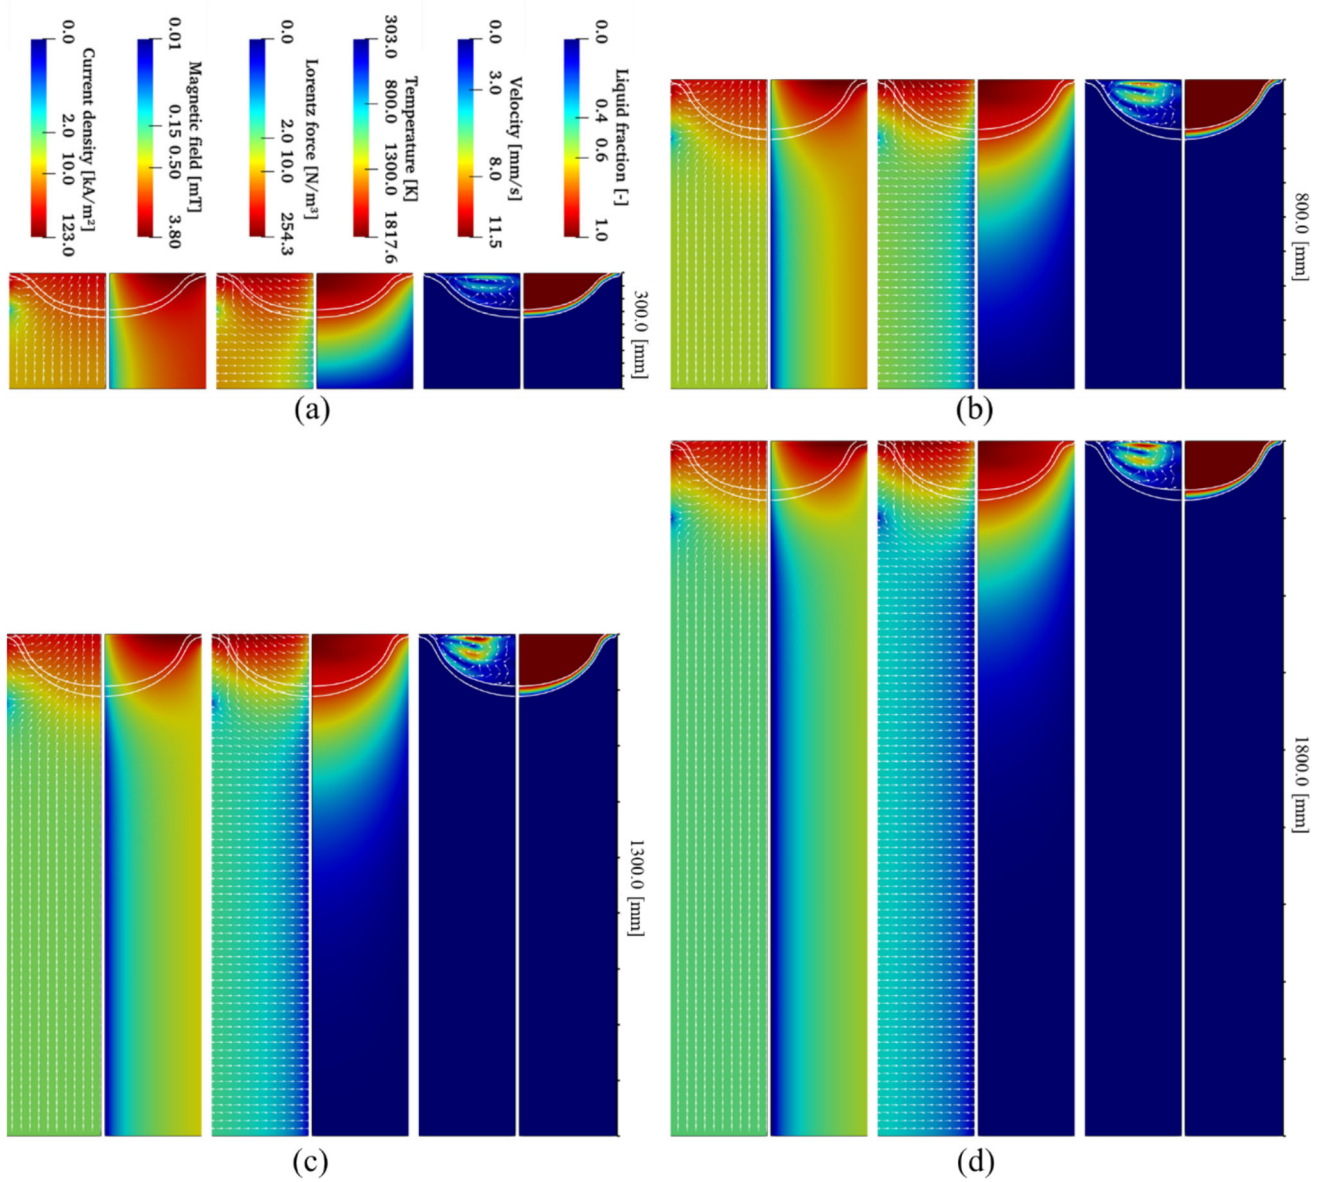 0.0 2.0 10.0 123.0
Current density [kA/m²]
0.01 0.15 0.50 3.80
Magnetic field [mT]
0.0 2.0 10.0 254.3
Lorentz force [N/m³]
303.0 800.0 1300.0 1817.6
Temperature [K]
0.0 3.0 8.0 11.5
Velocity [mm/s]
0.0 0.4 0.6 1.0
Liquid fraction [-]
300.0 [mm]
(a)
800.0 [mm]
(b)
1300.0 [mm]
(c)
1800.0 [mm]
(d)